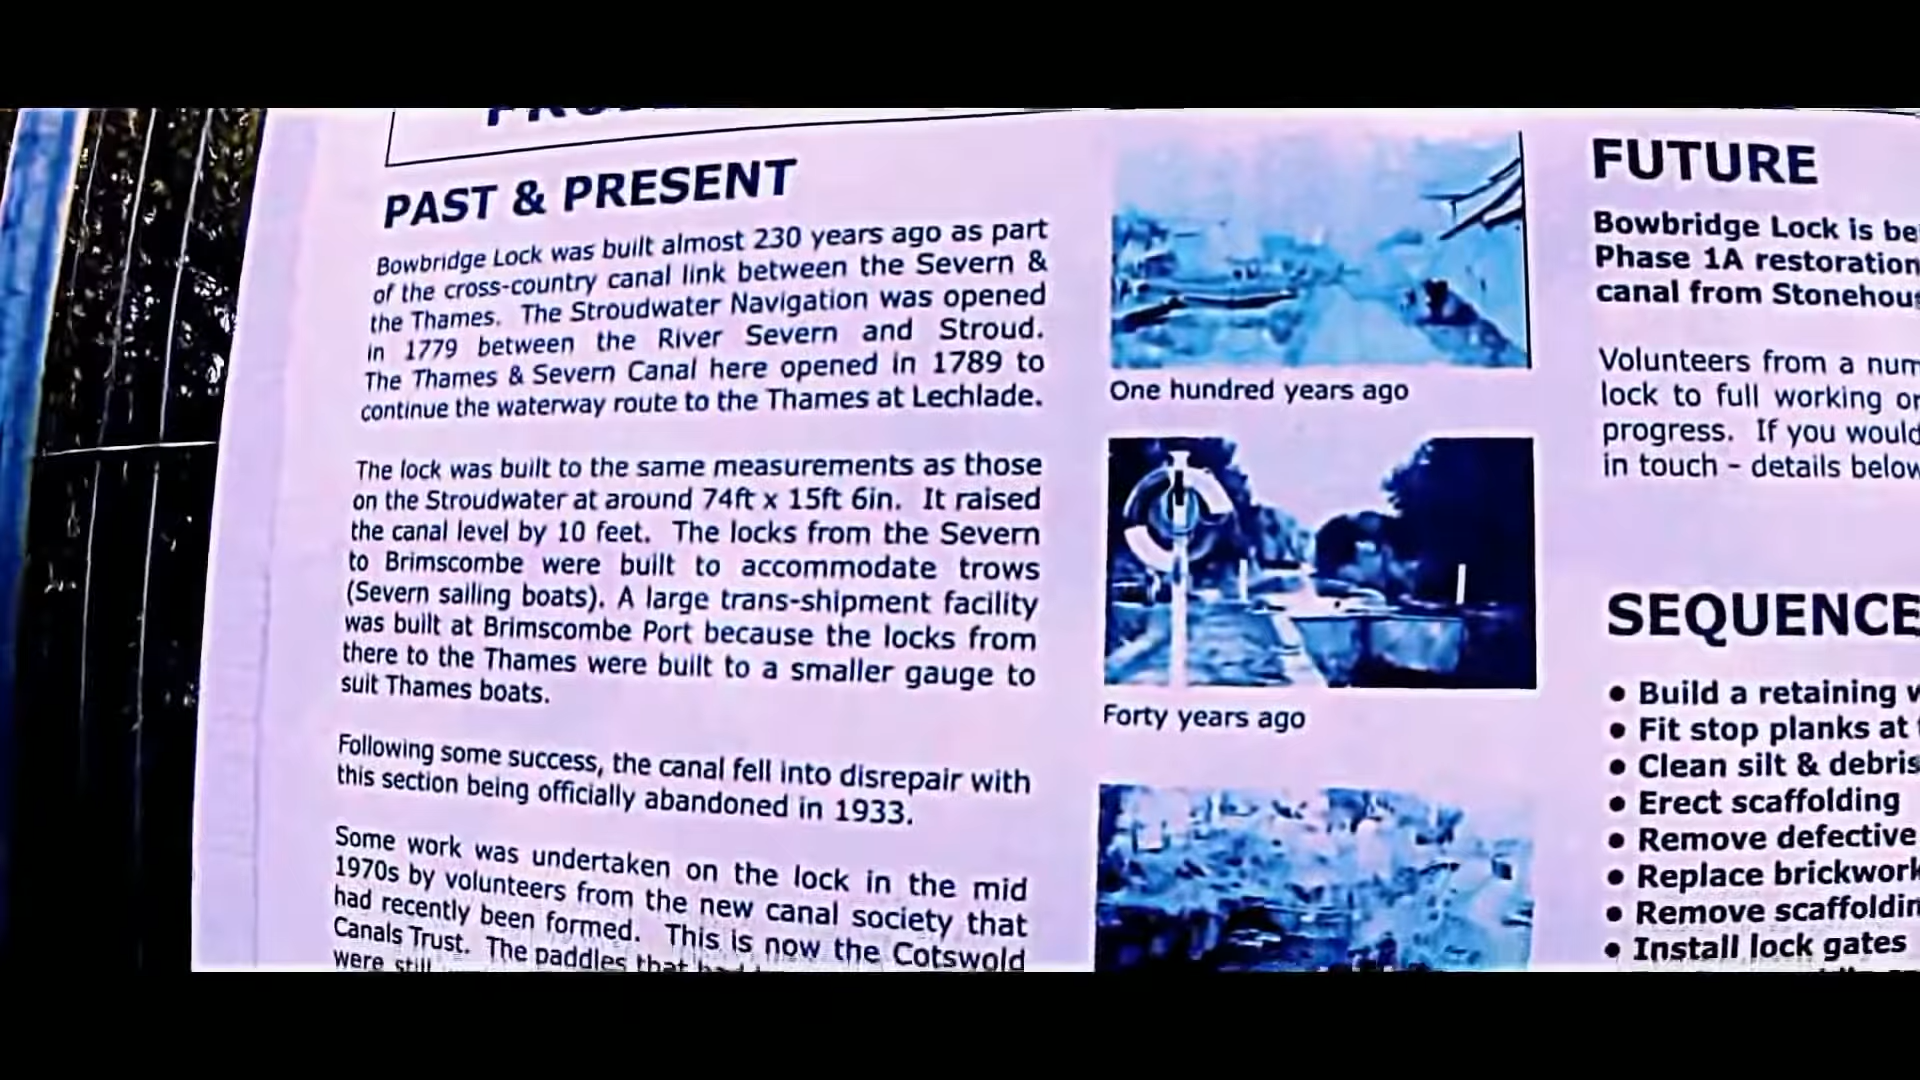 PAST & PRESENT
Bowbridge Lock was built almost 230 years ago as part
of the cross-country canal link between the Severn &
the Thames. The Stroudwater Navigation was opened
in 1779 between the River Severn and Stroud.
The Thames & Severn Canal here opened in 1789 to
continue the waterway route to the Thames at Lechlade.
The lock was built to the same measurements as those
on the Stroudwater at around 74ft x 15ft 6in. It raised
the canal level by 10 feet. The locks from the Severn
to Brimscombe were built to accommodate trows
(Severn sailing boats). A large trans-shipment facility
was built at Brimscombe Port because the locks from
there to the Thames were built to a smaller gauge to
suit Thames boats.
Following some success, the canal fell into disrepair with
this section being officially abandoned in 1933.
Some work was undertaken on the lock in the mid
1970s by volunteers from the new canal society that
had recently been formed. This is now the Cotswold
Canals Trust. The paddles that
were still
One hundred years ago
Forty years ago
FUTURE
Bowbridge Lock is be
Phase 1A restoration
canal from Stonehou
Volunteers from a num
lock to full working or
progress. If you would
in touch – details below
SEQUENCE
• Build a retaining w
• Fit stop planks at
• Clean silt & debris
• Erect scaffolding
• Remove defective
• Replace brickwork
• Remove scaffoldin
• Install lock gates